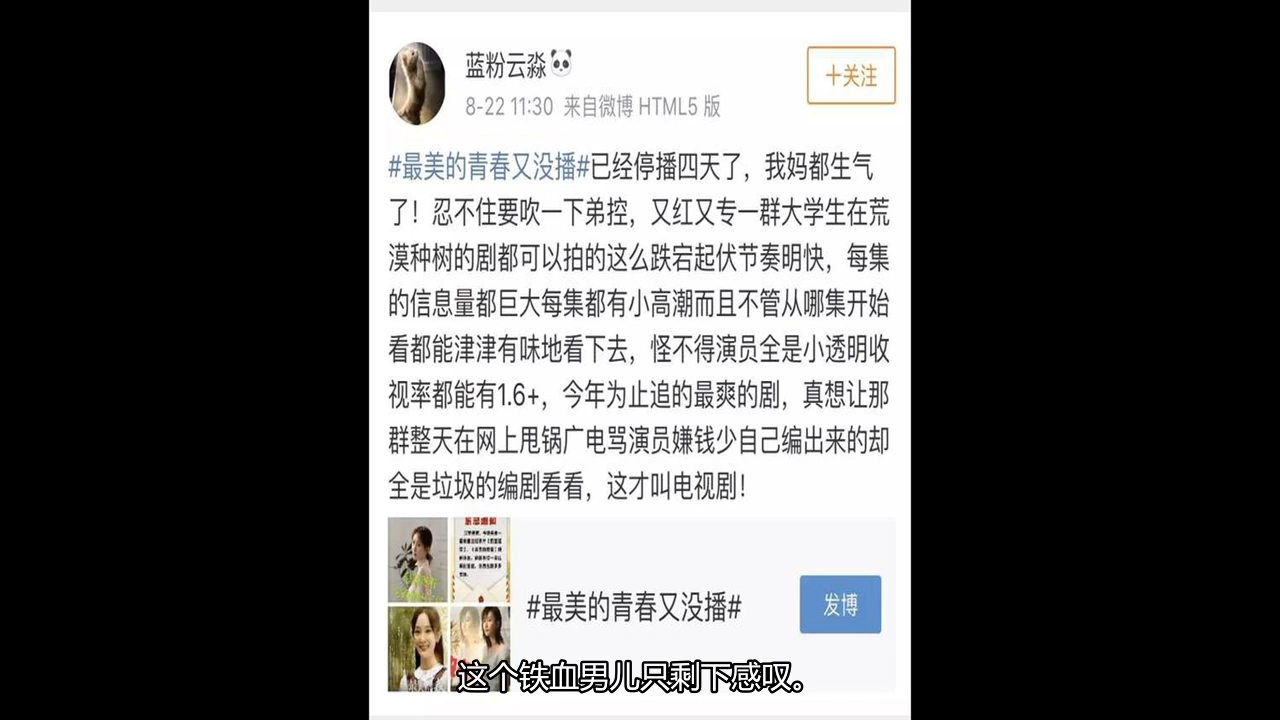 蓝粉云淼
8-22 11:30 来自微博 HTML5 版
十关注
#最美的青春又没播#已经停播四天了，我妈都生气
了！忍不住要吹一下弟控，又红又专一群大学生在荒
漠种树的剧都可以拍的这么跌宕起伏节奏明快，每集
的信息量都巨大每集都有小高潮而且不管从哪集开始
看都能津津有味地看下去，怪不得演员全是小透明收
视率都能有1.6+，今年为止追的最爽的剧，真想让那
群整天在网上甩锅广电骂演员嫌钱少自己编出来的却
全是垃圾的编剧看看，这才叫电视剧！
#最美的青春又没播#
发博
这个铁血男儿只剩下感叹。